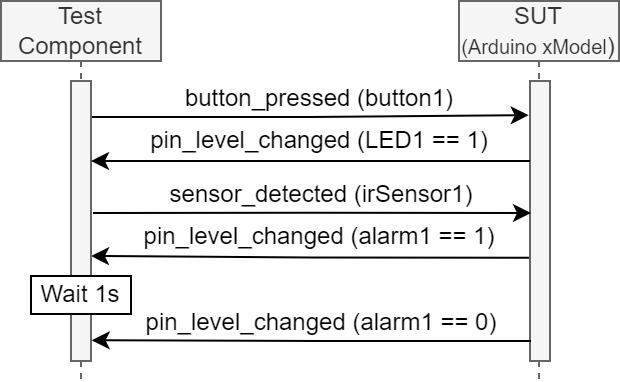 Test
Component
SUT
(Arduino xModel)
button_pressed (button1)
pin_level_changed (LED1 == 1)
sensor_detected (irSensor1)
pin_level_changed (alarm1 == 1)
Wait 1s
pin_level_changed (alarm1 == 0)